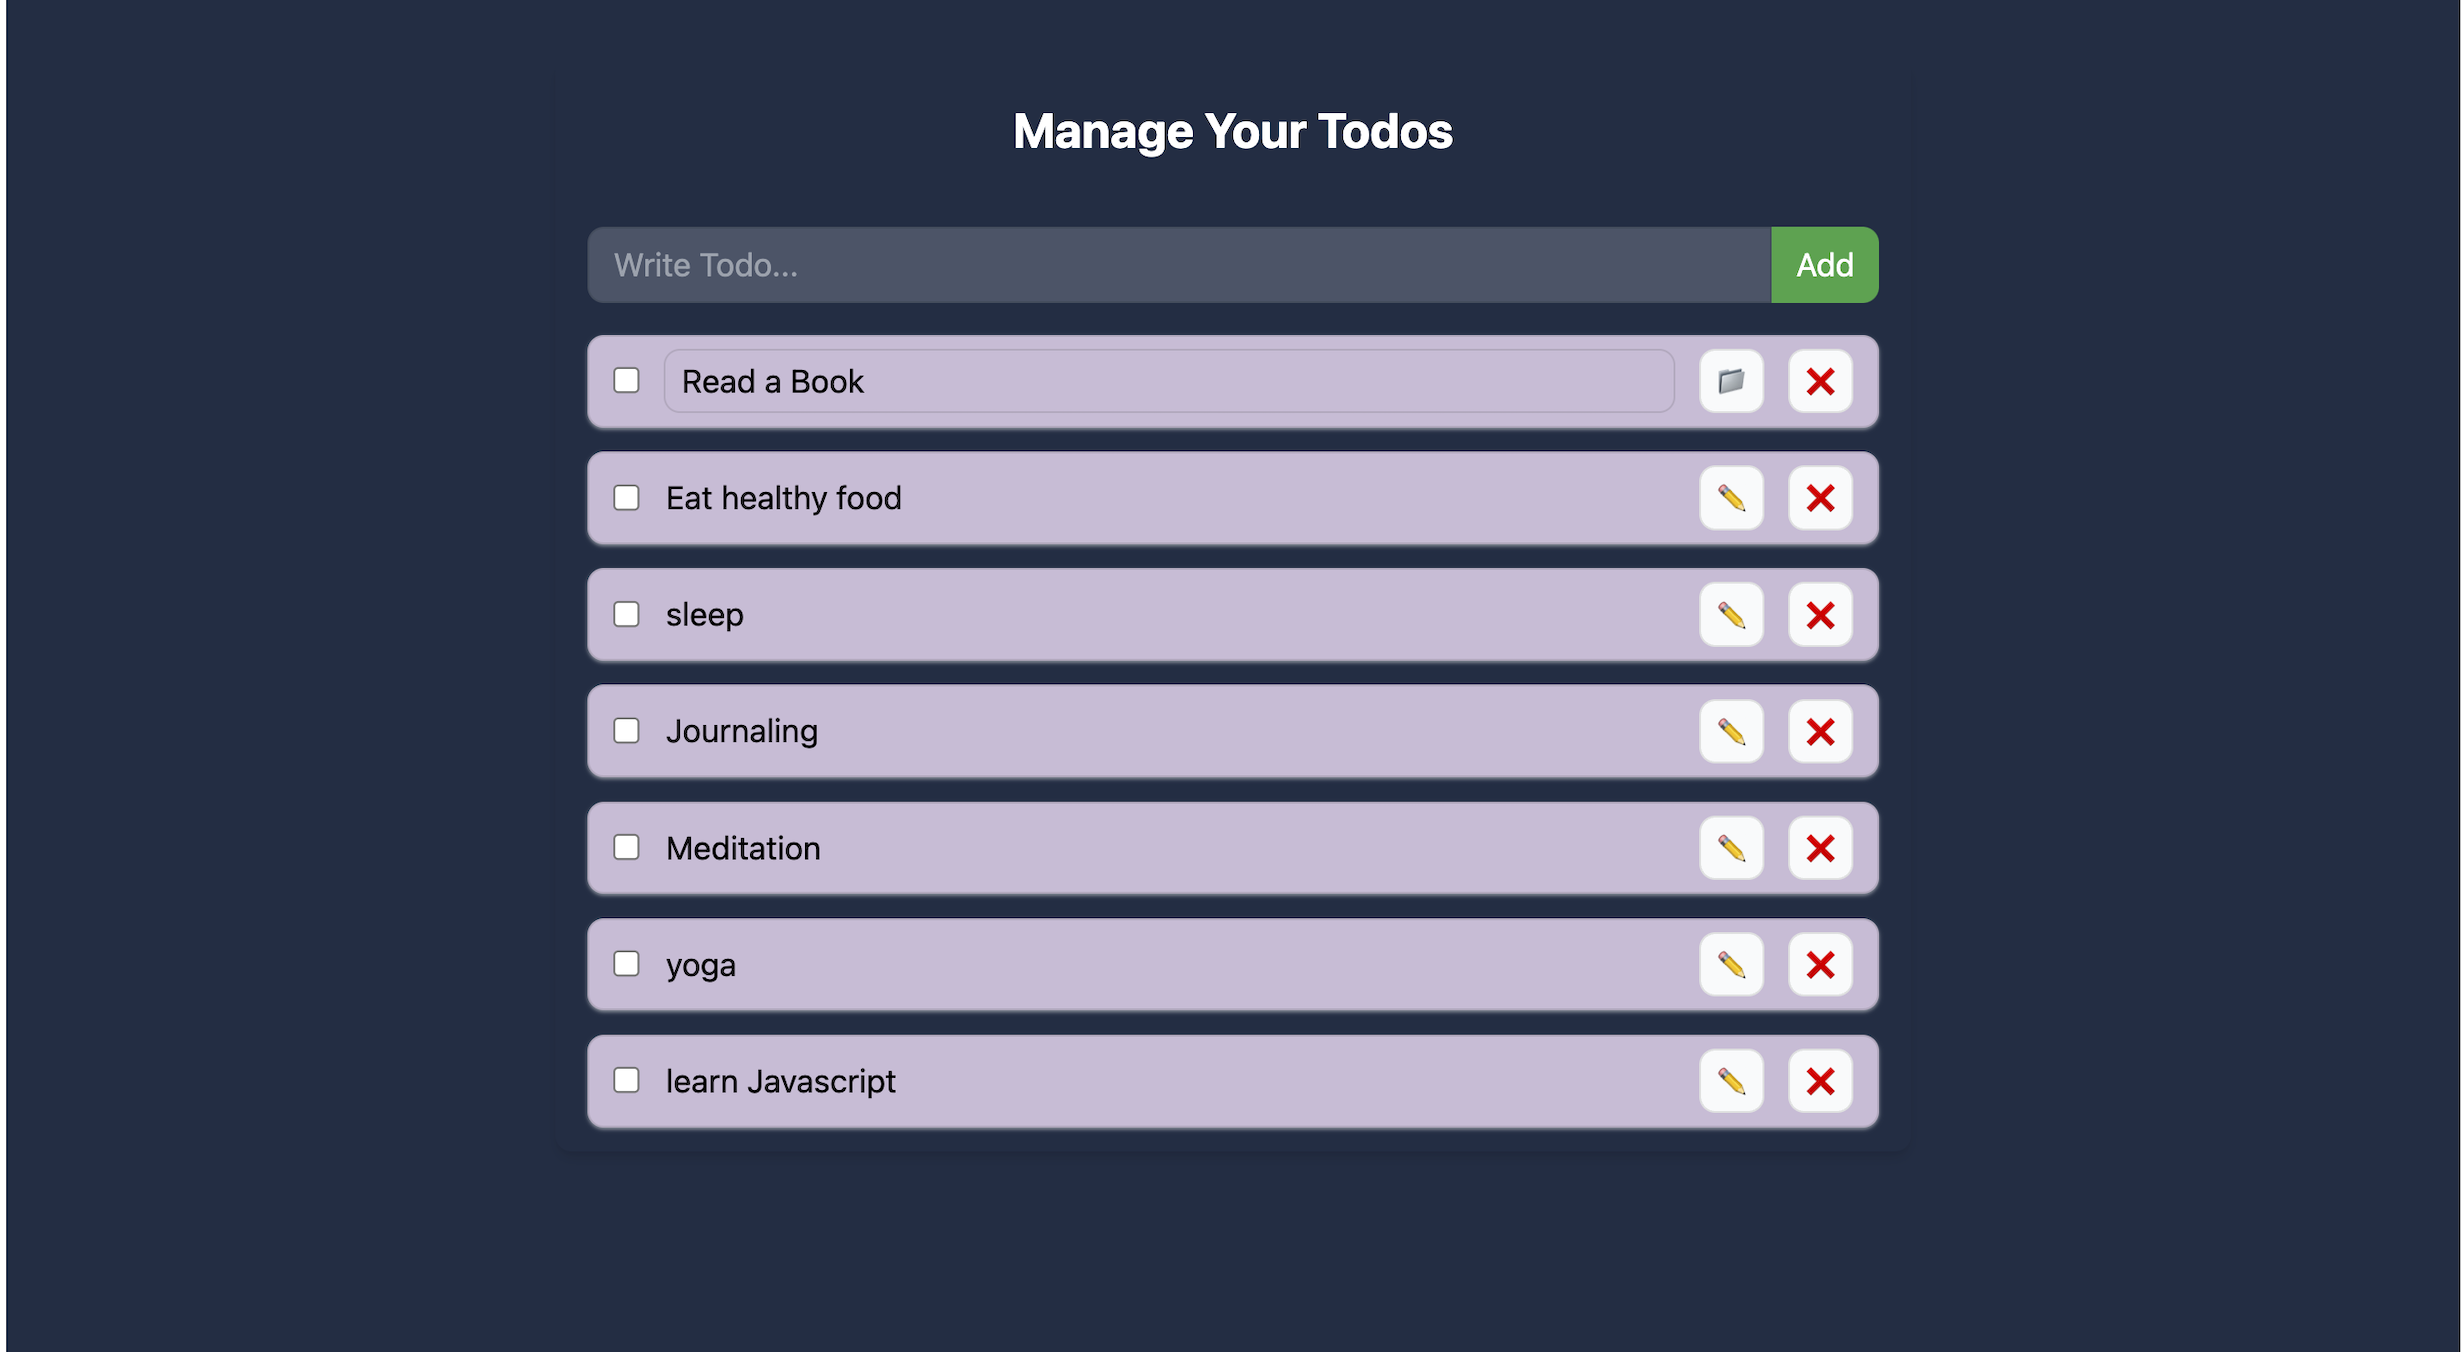 Manage Your Todos
Write Todo...
Add
Read a Book
Eat healthy food
sleep
Journaling
Meditation
yoga
learn Javascript